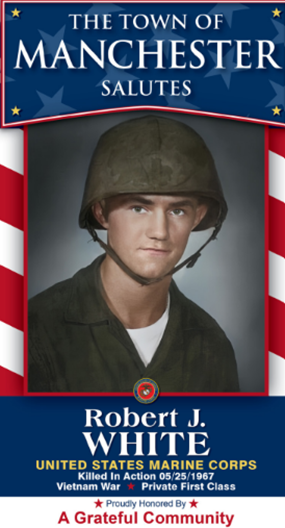 THE TOWN OF
MANCHESTER
SALUTES
Robert J.
WHITE
UNITED STATES MARINE CORPS
Killed In Action 05/25/1967
Vietnam War ★ Private First Class
★ Proudly Honored By ★
A Grateful Community